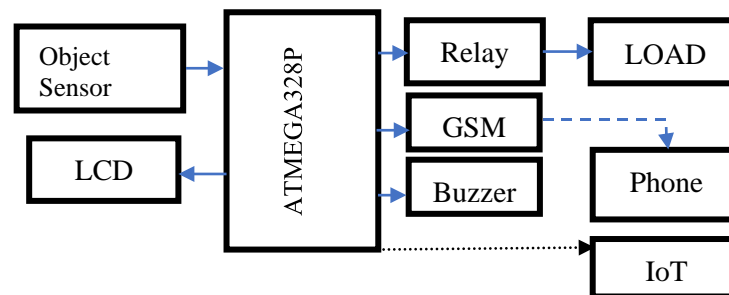 Object
Sensor
LCD
ATMEGA328P
Relay
LOAD
GSM
Buzzer
Phone
IoT